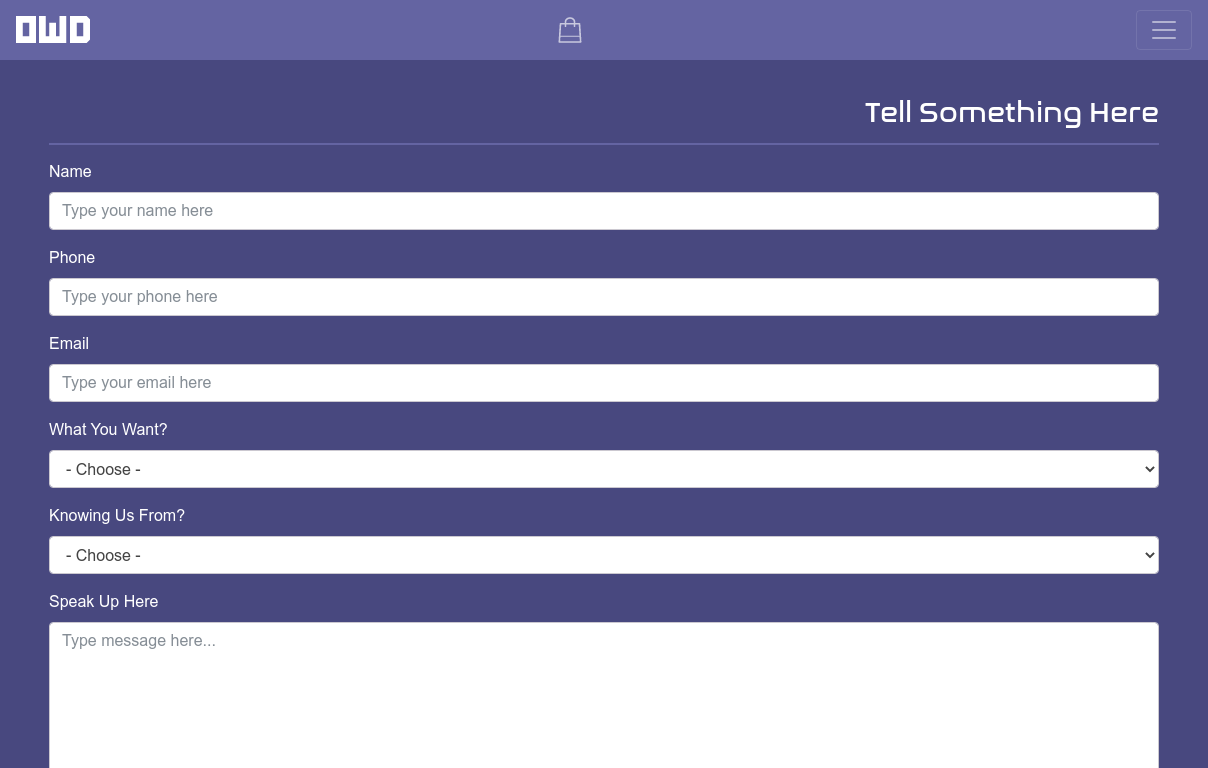 OWD
Tell Something Here
Name
Type your name here
Phone
Type your phone here
Email
Type your email here
What You Want?
- Choose -
Knowing Us From?
- Choose -
Speak Up Here
Type message here...